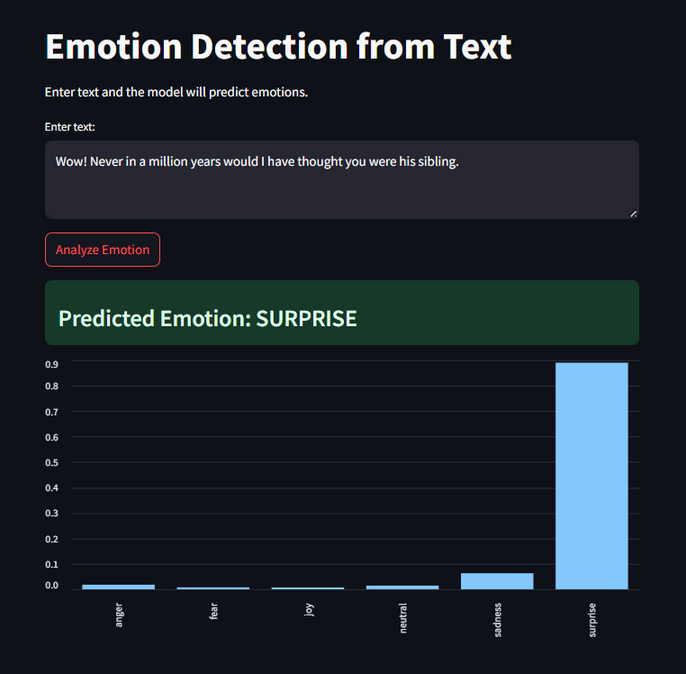 Emotion Detection from Text
Enter text and the model will predict emotions.
Enter text:
Wow! Never in a million years would I have thought you were his sibling.
Analyze Emotion
Predicted Emotion: SURPRISE
0.9
0.8
0.7
0.6
0.5
0.4
0.3
0.2
0.1
0.0
anger
fear
joy
neutral
sadness
surprise